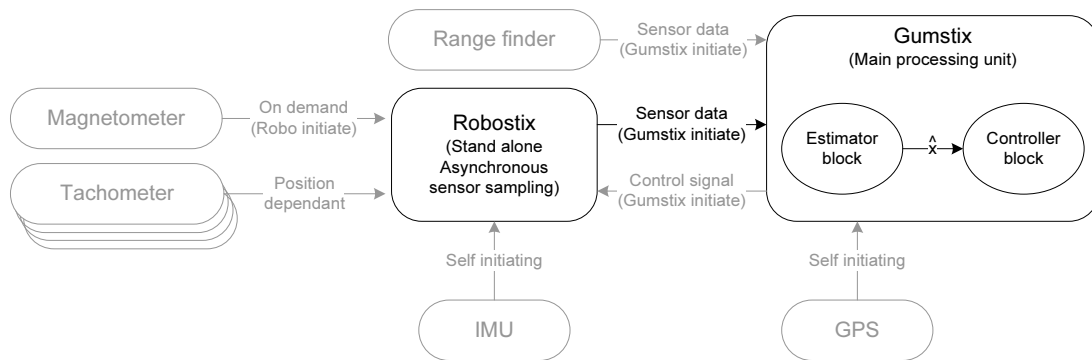 Range finder
Sensor data
(Gumstix initiate)
Gumstix
(Main processing unit)
Magnetometer
On demand
(Robo initiate)
Robostix
(Stand alone
Asynchronous
sensor sampling)
Sensor data
(Gumstix initiate)
Estimator
block
x̂
Controller
block
Tachometer
Position
dependant
Control signal
(Gumstix initiate)
Self initiating
Self initiating
IMU
GPS